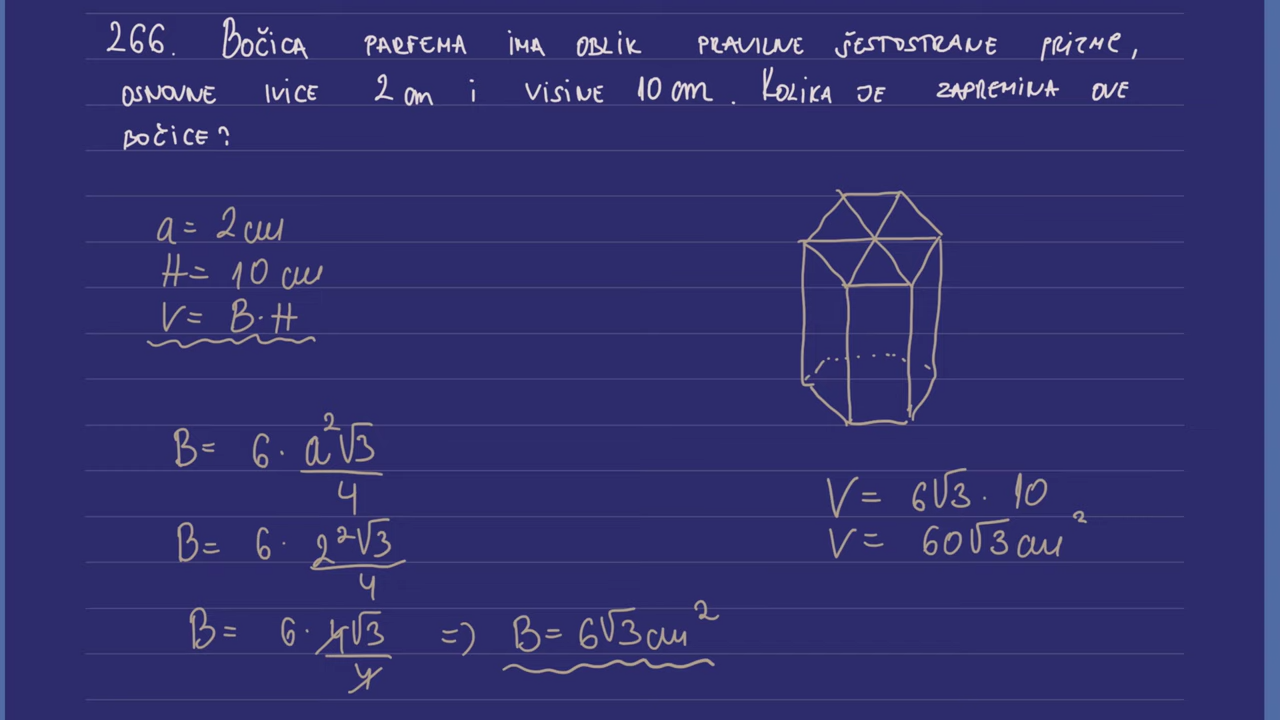 266. BOČICA PARFEMA IMA OBLIK PRAVILNE ŠESTOSTRANE PRIZME,
OSNOVNE IVICE 2 cm i VISINE 10 cm. KOLIKA JE ZAPREMINA OVE
BOČICE?
a = 2 cm
H = 10 cm
V = B · H
B = 6 · a²√3/4
B = 6 · 2²√3/4
B = 6 · 4√3/4 => B = 6√3 cm²
V = 6√3 · 10
V = 60√3 cm²